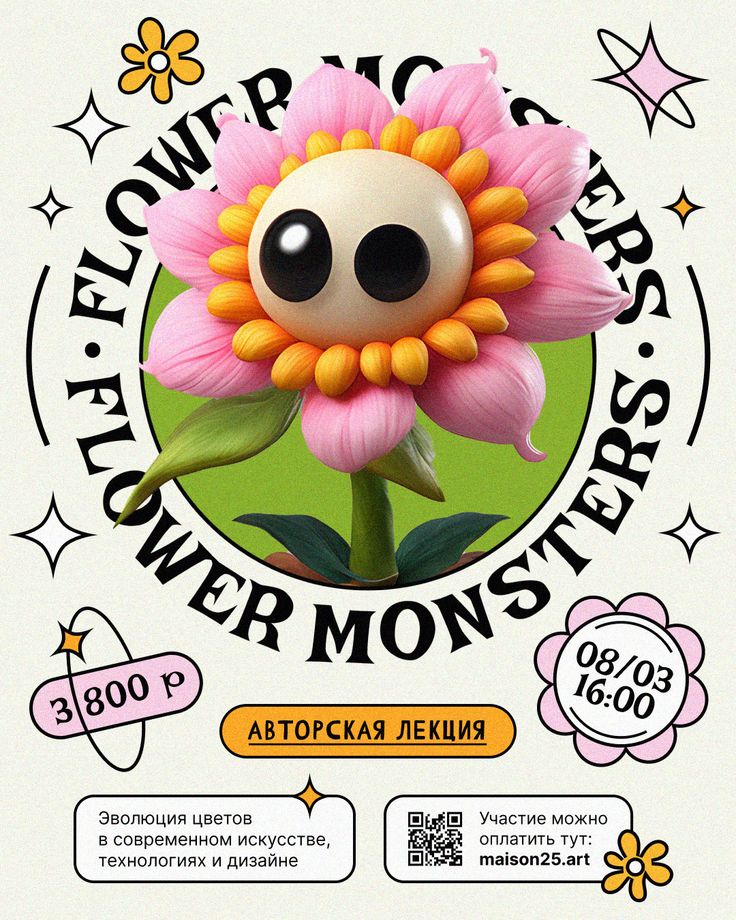 FLOWER MONSTERS
FLOWER MONSTERS
3 800 р
08/03
16:00
АВТОРСКАЯ ЛЕКЦИЯ
Эволюция цветов
в современном искусстве,
технологиях и дизайне
Участие можно
оплатить тут:
maison25.art